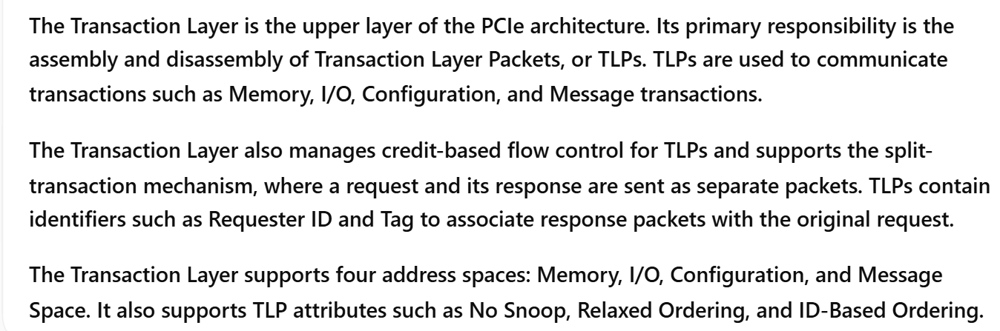 The Transaction Layer is the upper layer of the PCIe architecture. Its primary responsibility is the
assembly and disassembly of Transaction Layer Packets, or TLPs. TLPs are used to communicate
transactions such as Memory, I/O, Configuration, and Message transactions.
The Transaction Layer also manages credit-based flow control for TLPs and supports the split-
transaction mechanism, where a request and its response are sent as separate packets. TLPs contain
identifiers such as Requester ID and Tag to associate response packets with the original request.
The Transaction Layer supports four address spaces: Memory, I/O, Configuration, and Message
Space. It also supports TLP attributes such as No Snoop, Relaxed Ordering, and ID-Based Ordering.